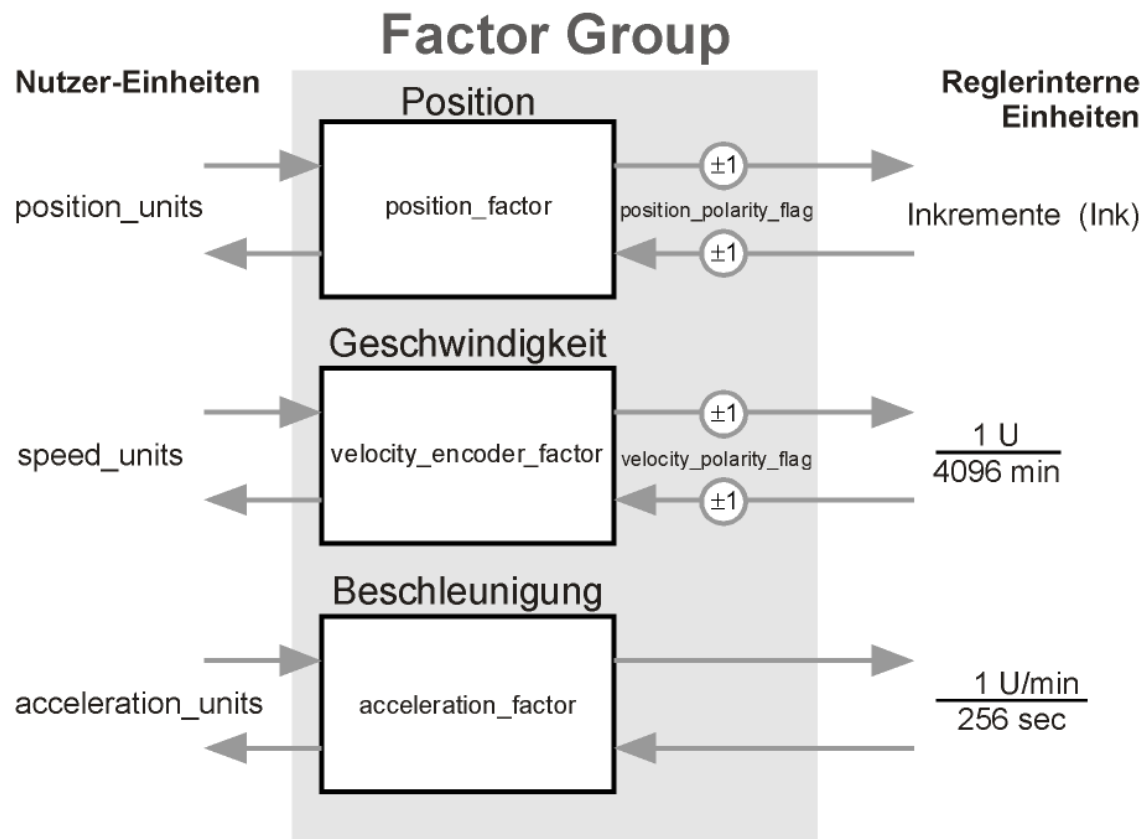 Factor Group
Nutzer-Einheiten
Reglerinterne
Einheiten
Position
position_units
position_factor
±1
position_polarity_flag
±1
Inkremente (Ink)
Geschwindigkeit
speed_units
velocity_encoder_factor
±1
velocity_polarity_flag
±1
1 U
4096 min
Beschleunigung
acceleration_units
acceleration_factor
1 U/min
256 sec